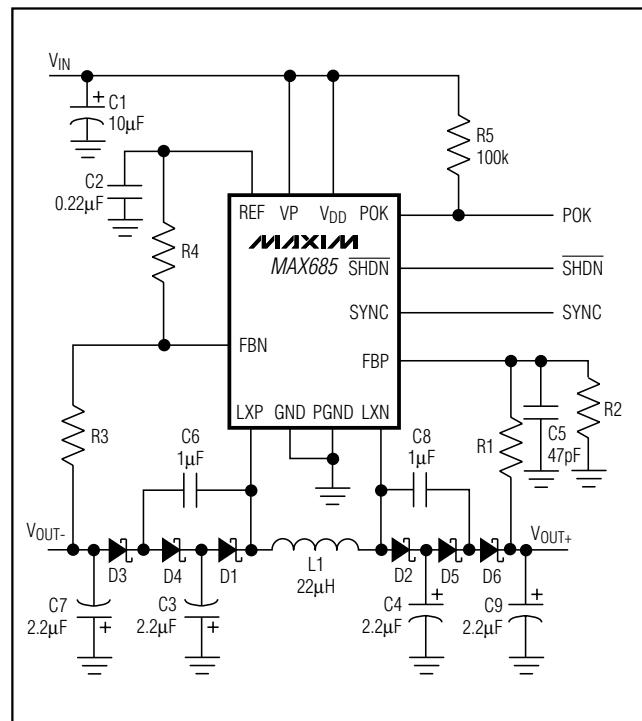 VIN
+
C1
10µF
R5
100k
C2
0.22µF
REF VP VDD POK
POK
MAXIM
MAX685
R4
SHDN
SHDN
SYNC
SYNC
FBN
FBP
LXP GND PGND LXN
R3
C6
1µF
C8
1µF
R1
C5
47pF
R2
VOUT-
VOUT+
D3 D4 D1
L1
22µH
D2 D5 D6
C7
2.2µF
+
C3
2.2µF
+
C4
2.2µF
+
C9
2.2µF
+